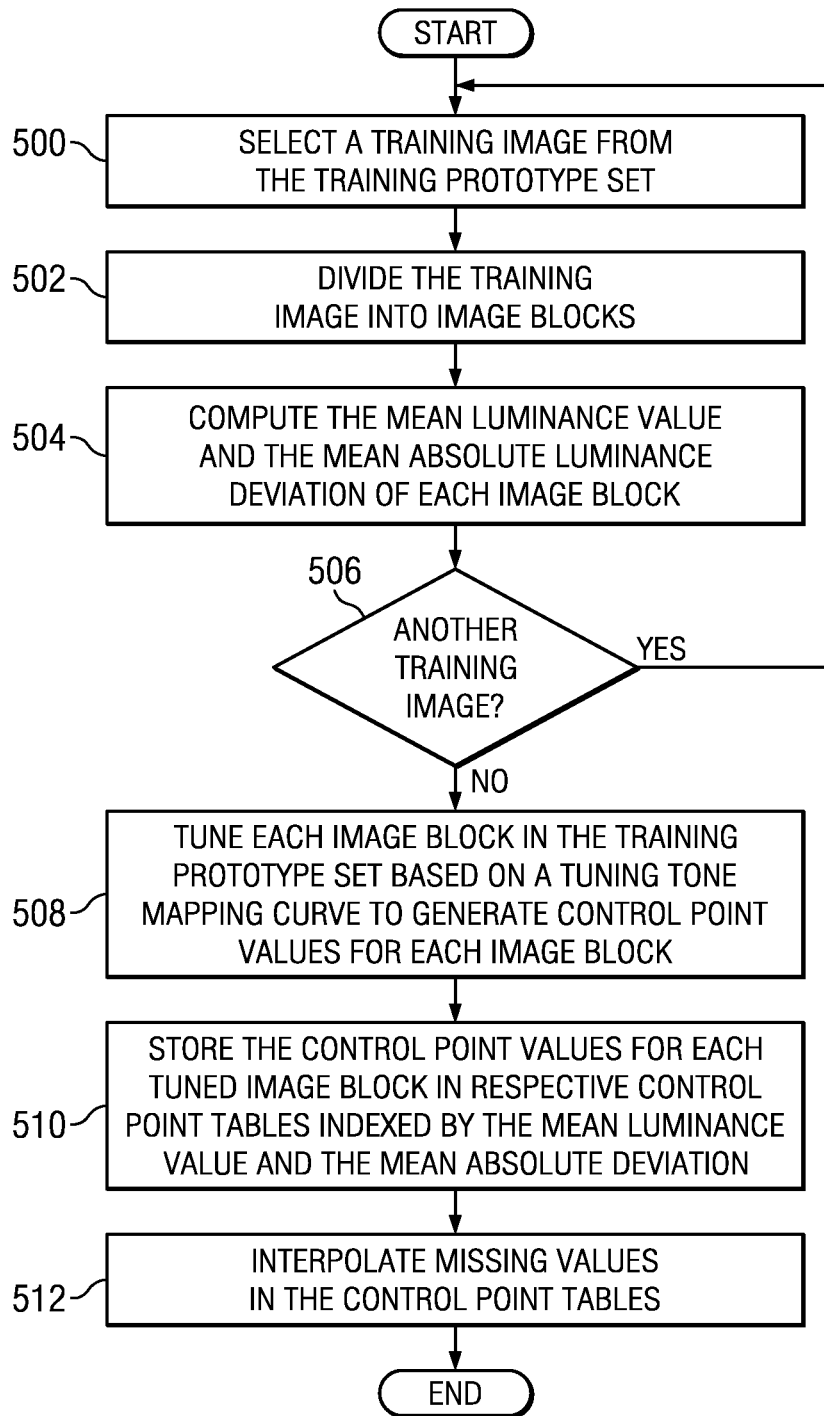 START
500
SELECT A TRAINING IMAGE FROM
THE TRAINING PROTOTYPE SET
502
DIVIDE THE TRAINING
IMAGE INTO IMAGE BLOCKS
504
COMPUTE THE MEAN LUMINANCE VALUE
AND THE MEAN ABSOLUTE LUMINANCE
DEVIATION OF EACH IMAGE BLOCK
506
ANOTHER
TRAINING
IMAGE?
YES
NO
508
TUNE EACH IMAGE BLOCK IN THE TRAINING
PROTOTYPE SET BASED ON A TUNING TONE
MAPPING CURVE TO GENERATE CONTROL POINT
VALUES FOR EACH IMAGE BLOCK
510
STORE THE CONTROL POINT VALUES FOR EACH
TUNED IMAGE BLOCK IN RESPECTIVE CONTROL
POINT TABLES INDEXED BY THE MEAN LUMINANCE
VALUE AND THE MEAN ABSOLUTE DEVIATION
512
INTERPOLATE MISSING VALUES
IN THE CONTROL POINT TABLES
END